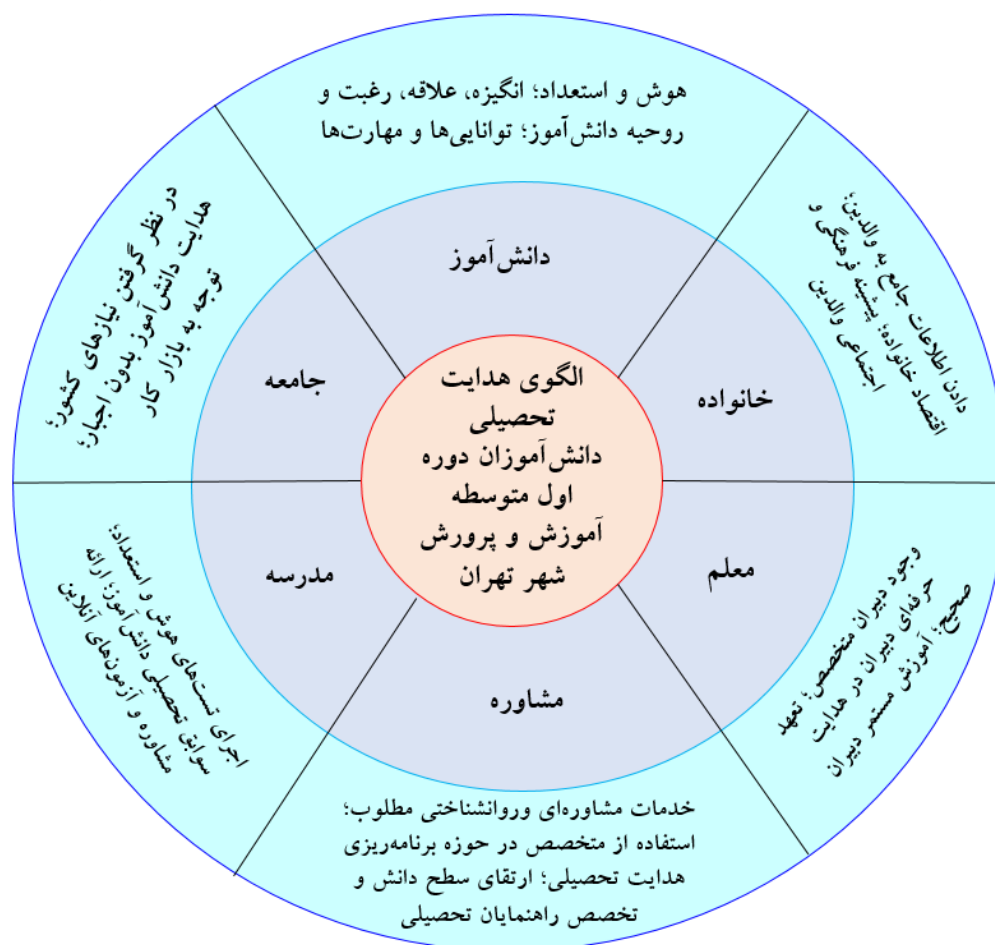 هوش و استعداد؛ انگیزه، علاقه، رغبت و
روحیه دانش‌آموز؛ توانایی‌ها و مهارت‌ها
دادن اطلاعات جامع به والدین؛
اقتصاد خانواده؛ پیشینه فرهنگی و
اجتماعی والدین
در نظر گرفتن نیازهای کشور؛
هدایت دانش‌آموز بدون اجبار؛
توجه به بازار کار
دانش‌آموز
خانواده
جامعه
الگوی هدایت
تحصیلی
دانش‌آموزان دوره
اول متوسطه
آموزش و پرورش
شهر تهران
معلم
مدرسه
مشاوره
وجود دبیران متخصص؛ تعهد
حرفه‌ای دبیران در هدایت
صحیح؛ آموزش مستمر دبیران
اجرای تست‌های هوش و استعداد؛
سوابق تحصیلی دانش‌آموز؛ ارائه
مشاوره و آزمون‌های آنلاین
خدمات مشاوره‌ای وروانشناختی مطلوب؛
استفاده از متخصص در حوزه برنامه‌ریزی
هدایت تحصیلی؛ ارتقای سطح دانش و
تخصص راهنمایان تحصیلی